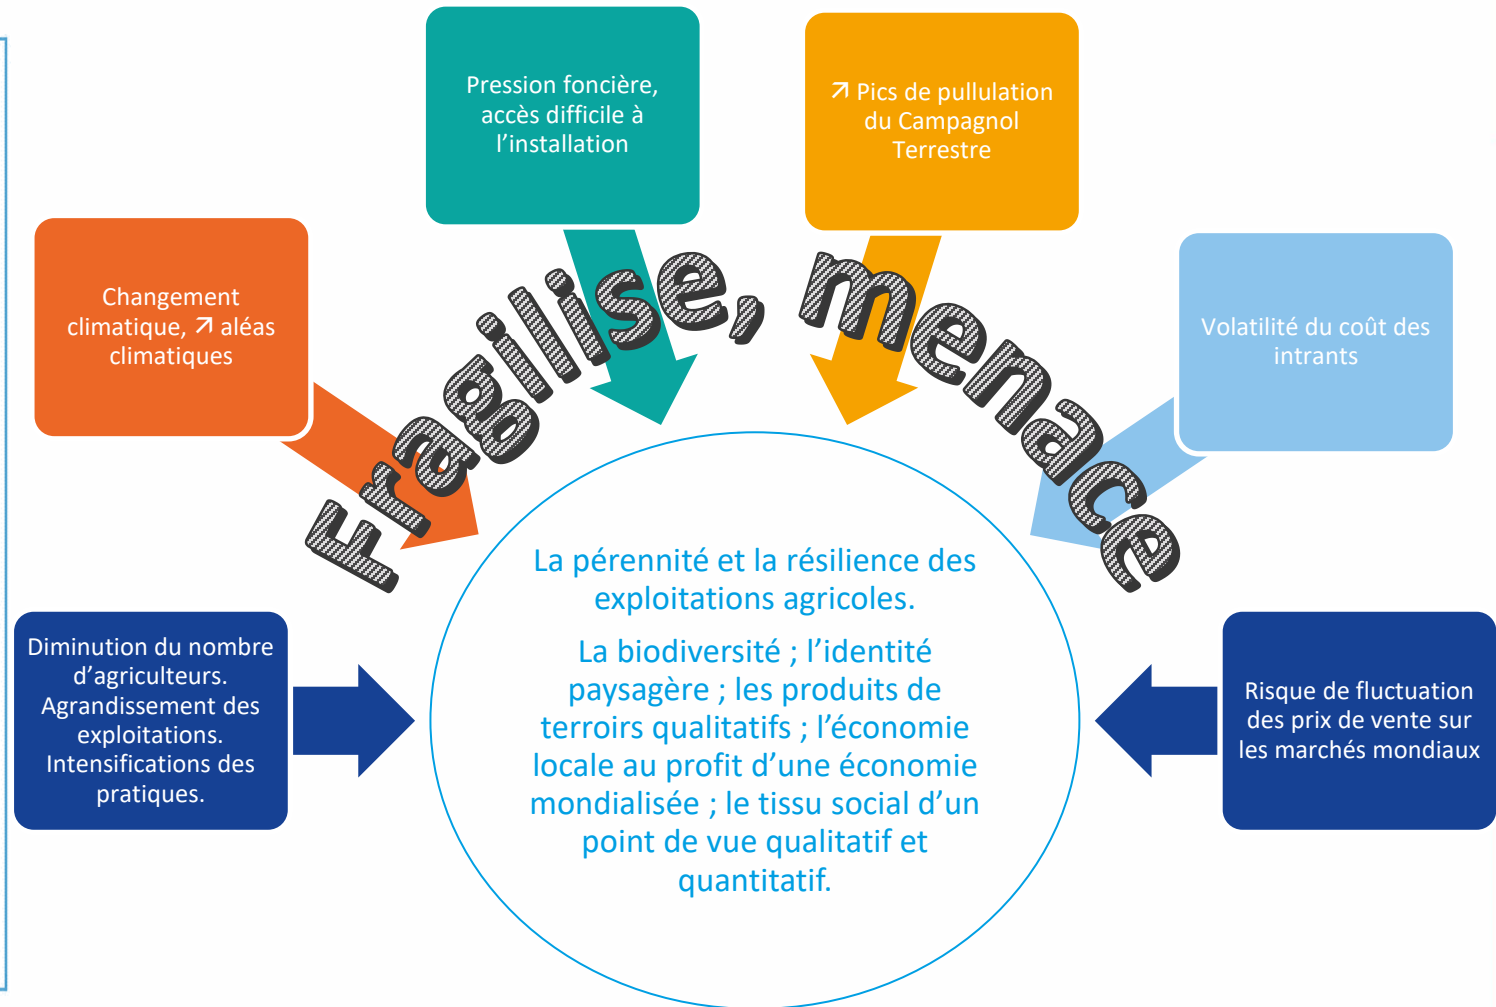 Pression foncière,
accès difficile à
l’installation
↗ Pics de pullulation
du Campagnol
Terrestre
Changement
climatique, ↗ aléas
climatiques
Volatilité du coût des
intrants
Fragilise, menace
Diminution du nombre
d’agriculteurs.
Agrandissement des
exploitations.
Intensifications des
pratiques.
La pérennité et la résilience des
exploitations agricoles.
La biodiversité ; l’identité
paysagère ; les produits de
terroirs qualitatifs ; l’économie
locale au profit d’une économie
mondialisée ; le tissu social d’un
point de vue qualitatif et
quantitatif.
Risque de fluctuation
des prix de vente sur
les marchés mondiaux